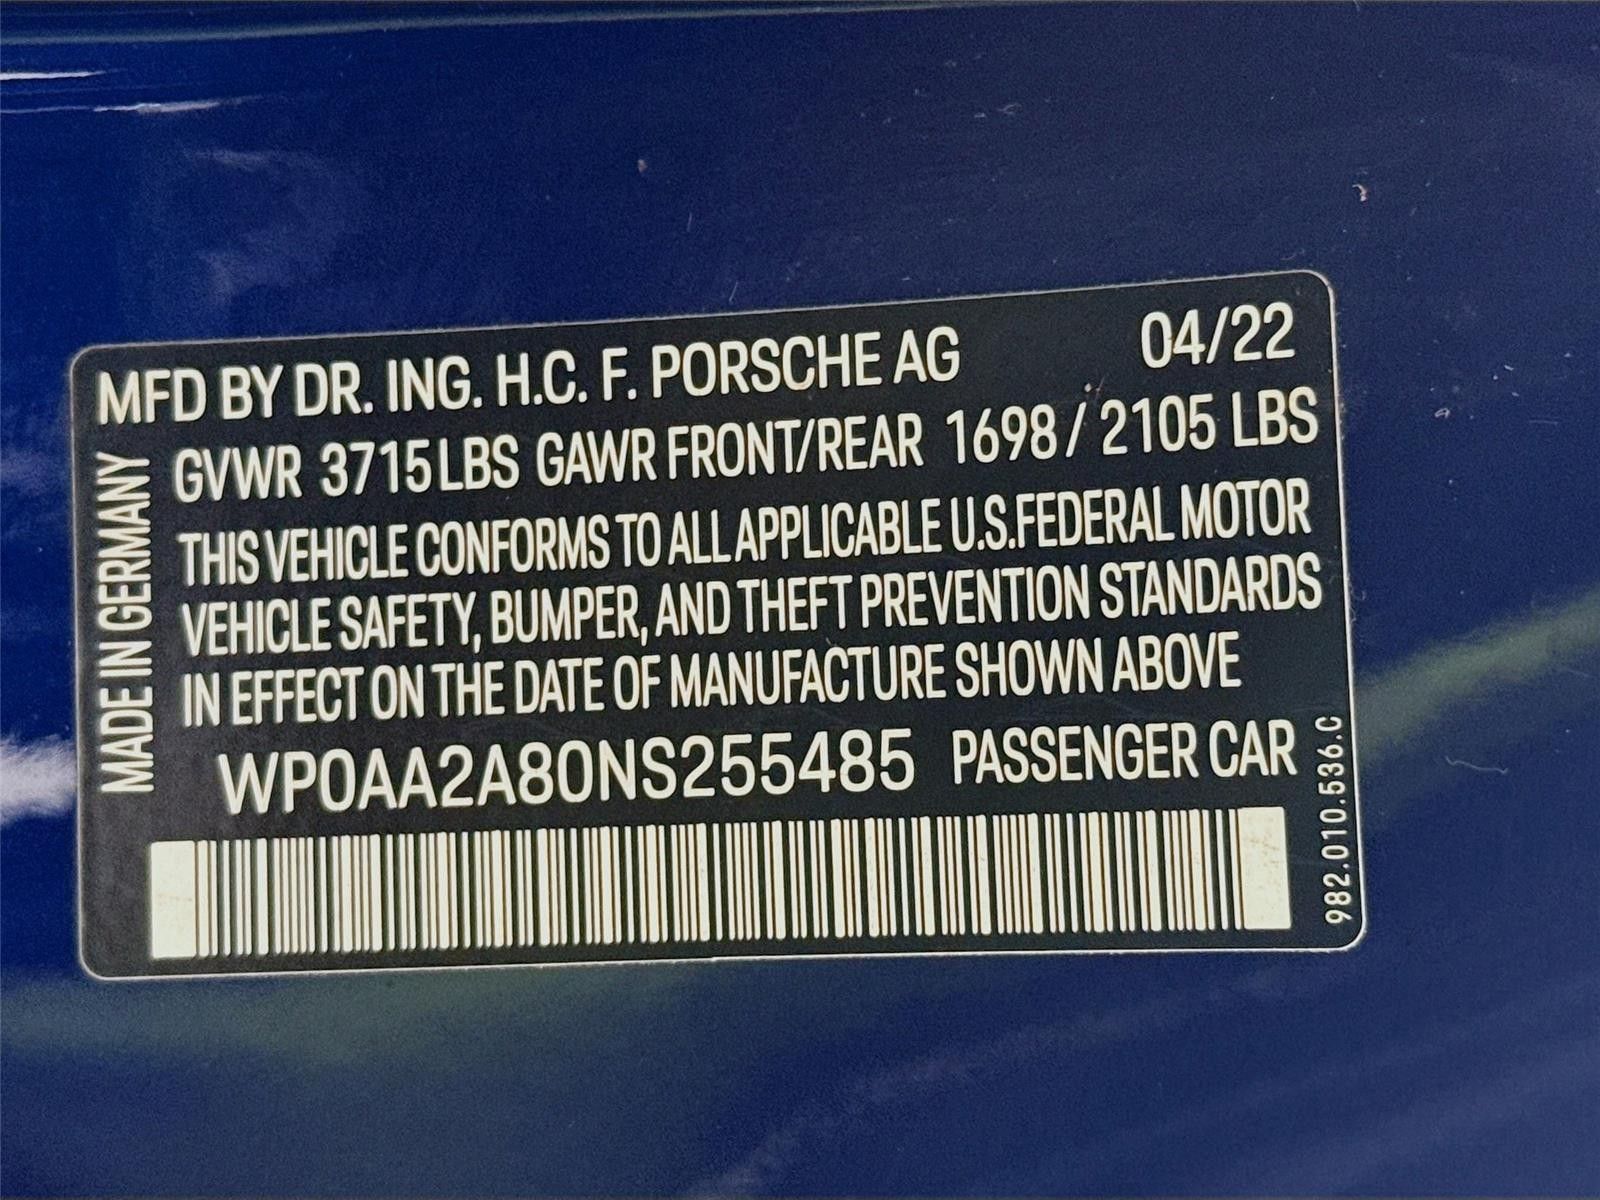 MFD BY DR. ING. H.C. F. PORSCHE AG 04/22
GVWR 3715LBS GAWR FRONT/REAR 1698 / 2105 LBS
THIS VEHICLE CONFORMS TO ALL APPLICABLE U.S.FEDERAL MOTOR
VEHICLE SAFETY, BUMPER, AND THEFT PREVENTION STANDARDS
IN EFFECT ON THE DATE OF MANUFACTURE SHOWN ABOVE
WP0AA2A80NS255485 PASSENGER CAR
MADE IN GERMANY
982.010.536.C